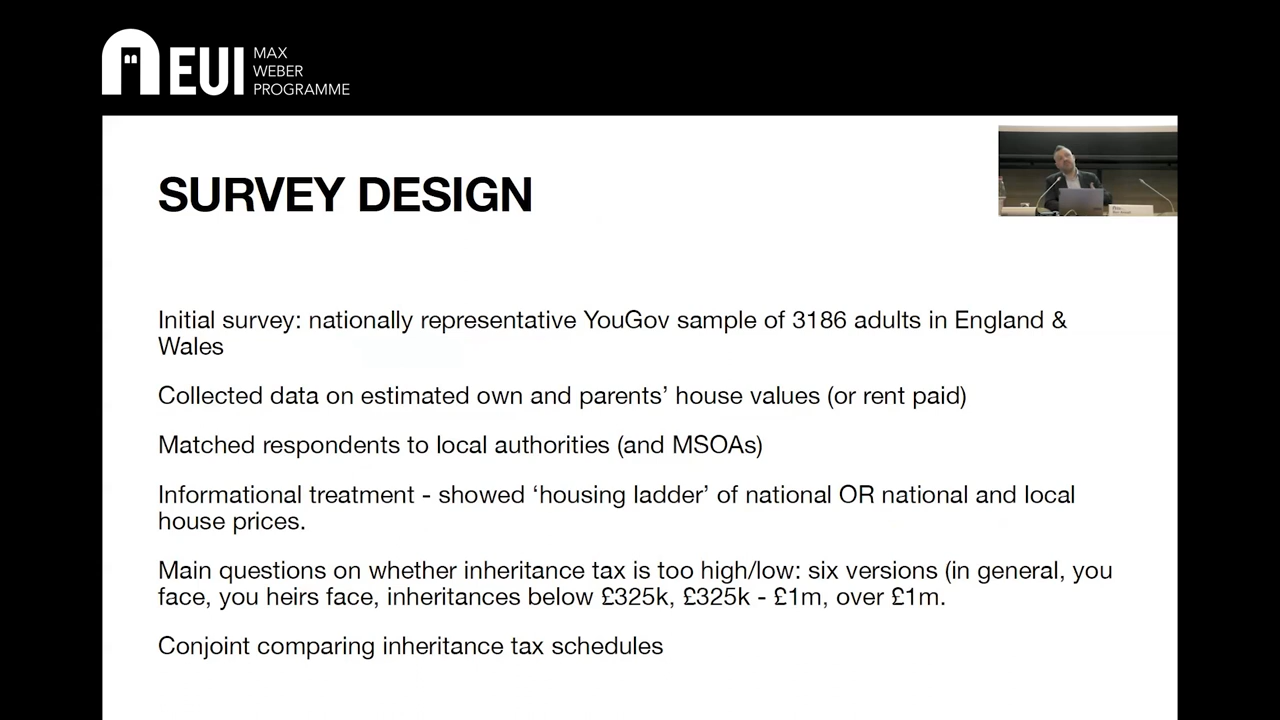 EUI
MAX
WEBER
PROGRAMME
SURVEY DESIGN
Initial survey: nationally representative YouGov sample of 3186 adults in England &
Wales
Collected data on estimated own and parents’ house values (or rent paid)
Matched respondents to local authorities (and MSOAs)
Informational treatment - showed ‘housing ladder’ of national OR national and local
house prices.
Main questions on whether inheritance tax is too high/low: six versions (in general, you
face, you heirs face, inheritances below £325k, £325k - £1m, over £1m.
Conjoint comparing inheritance tax schedules